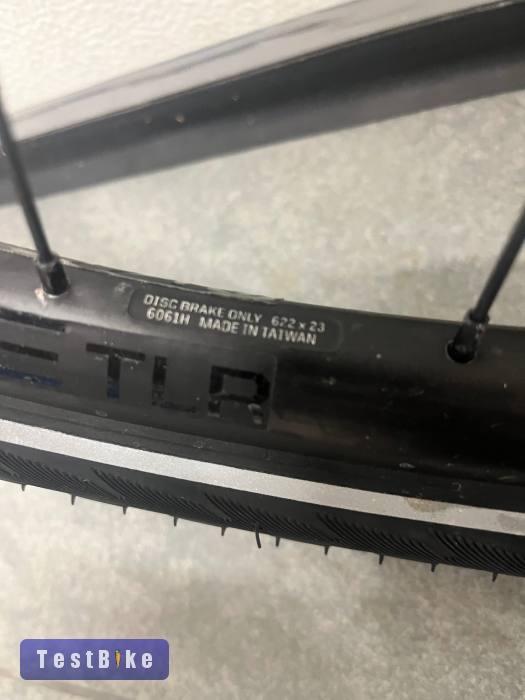 DISC BRAKE ONLY 622 x 23
6061H MADE IN TAIWAN
TLR
TestBike